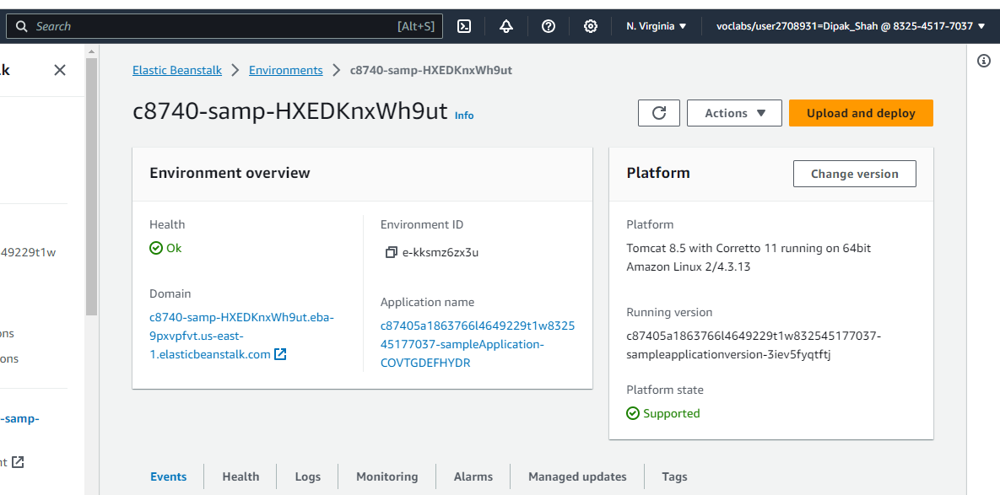 Search [Alt+S] N. Virginia voclabs/user2708931=Dipak_Shah @ 8325-4517-7037
Elastic Beanstalk Environments c8740-samp-HXEDKnxWh9ut
c8740-samp-HXEDKnxWh9ut Info
Actions Upload and deploy
Environment overview
Health
Ok
Domain
c8740-samp-HXEDKnxWh9ut.eba-
9pxvpfvt.us-east-
1.elasticbeanstalk.com
Environment ID
e-kksmz6zx3u
Application name
c87405a1863766l4649229t1w8325
45177037-sampleApplication-
COVTGDEFHYDR
Platform
Change version
Platform
Tomcat 8.5 with Corretto 11 running on 64bit
Amazon Linux 2/4.3.13
Running version
c87405a1863766l4649229t1w832545177037-
sampleapplicationversion-3iev5fyqtftj
Platform state
Supported
49229t1w
ons
ons
-samp-
nt
Events Health Logs Monitoring Alarms Managed updates Tags